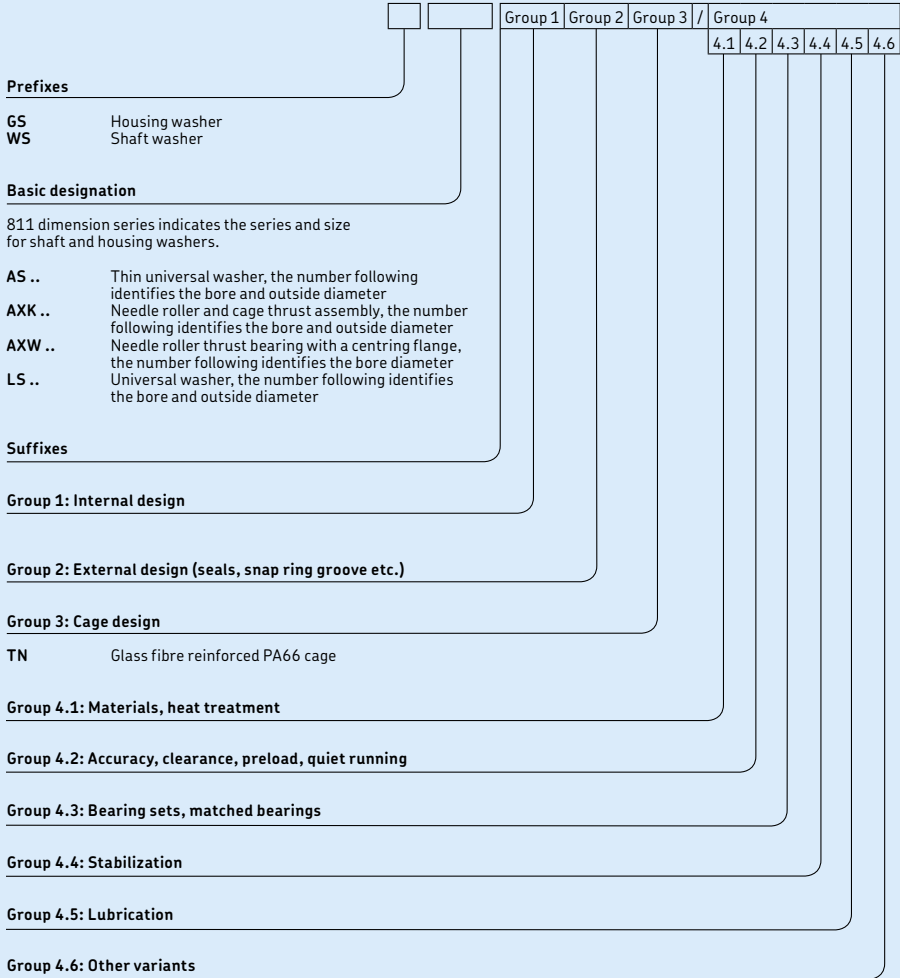 Group 1 Group 2 Group 3 / Group 4
4.1 4.2 4.3 4.4 4.5 4.6
Prefixes
GS Housing washer
WS Shaft washer
Basic designation
811 dimension series indicates the series and size
for shaft and housing washers.
AS .. Thin universal washer, the number following
identifies the bore and outside diameter
AXK .. Needle roller and cage thrust assembly, the number
following identifies the bore and outside diameter
AXW .. Needle roller thrust bearing with a centring flange,
the number following identifies the bore diameter
LS .. Universal washer, the number following identifies
the bore and outside diameter
Suffixes
Group 1: Internal design
Group 2: External design (seals, snap ring groove etc.)
Group 3: Cage design
TN Glass fibre reinforced PA66 cage
Group 4.1: Materials, heat treatment
Group 4.2: Accuracy, clearance, preload, quiet running
Group 4.3: Bearing sets, matched bearings
Group 4.4: Stabilization
Group 4.5: Lubrication
Group 4.6: Other variants